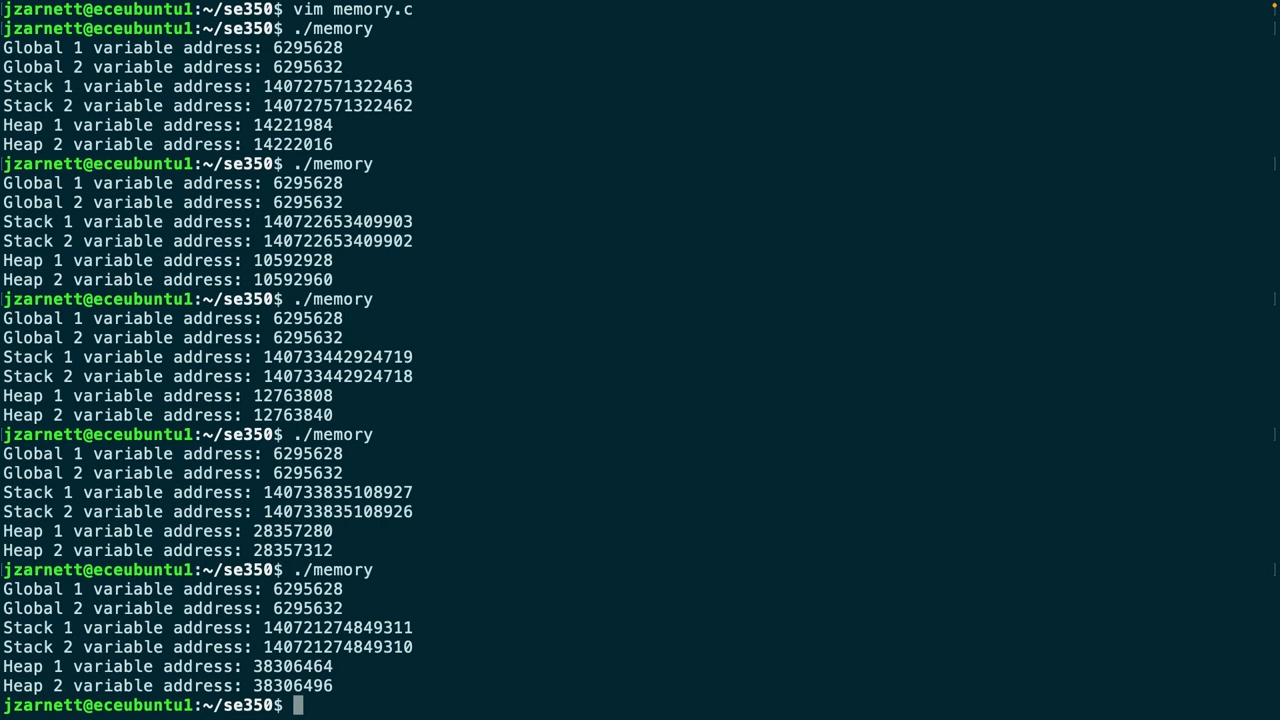 jzarnett@eceubuntu1:~/se350$ vim memory.c
jzarnett@eceubuntu1:~/se350$ ./memory
Global 1 variable address: 6295628
Global 2 variable address: 6295632
Stack 1 variable address: 140727571322463
Stack 2 variable address: 140727571322462
Heap 1 variable address: 14221984
Heap 2 variable address: 14222016
jzarnett@eceubuntu1:~/se350$ ./memory
Global 1 variable address: 6295628
Global 2 variable address: 6295632
Stack 1 variable address: 140722653409903
Stack 2 variable address: 140722653409902
Heap 1 variable address: 10592928
Heap 2 variable address: 10592960
jzarnett@eceubuntu1:~/se350$ ./memory
Global 1 variable address: 6295628
Global 2 variable address: 6295632
Stack 1 variable address: 140733442924719
Stack 2 variable address: 140733442924718
Heap 1 variable address: 12763808
Heap 2 variable address: 12763840
jzarnett@eceubuntu1:~/se350$ ./memory
Global 1 variable address: 6295628
Global 2 variable address: 6295632
Stack 1 variable address: 140733835108927
Stack 2 variable address: 140733835108926
Heap 1 variable address: 28357280
Heap 2 variable address: 28357312
jzarnett@eceubuntu1:~/se350$ ./memory
Global 1 variable address: 6295628
Global 2 variable address: 6295632
Stack 1 variable address: 140721274849311
Stack 2 variable address: 140721274849310
Heap 1 variable address: 38306464
Heap 2 variable address: 38306496
jzarnett@eceubuntu1:~/se350$